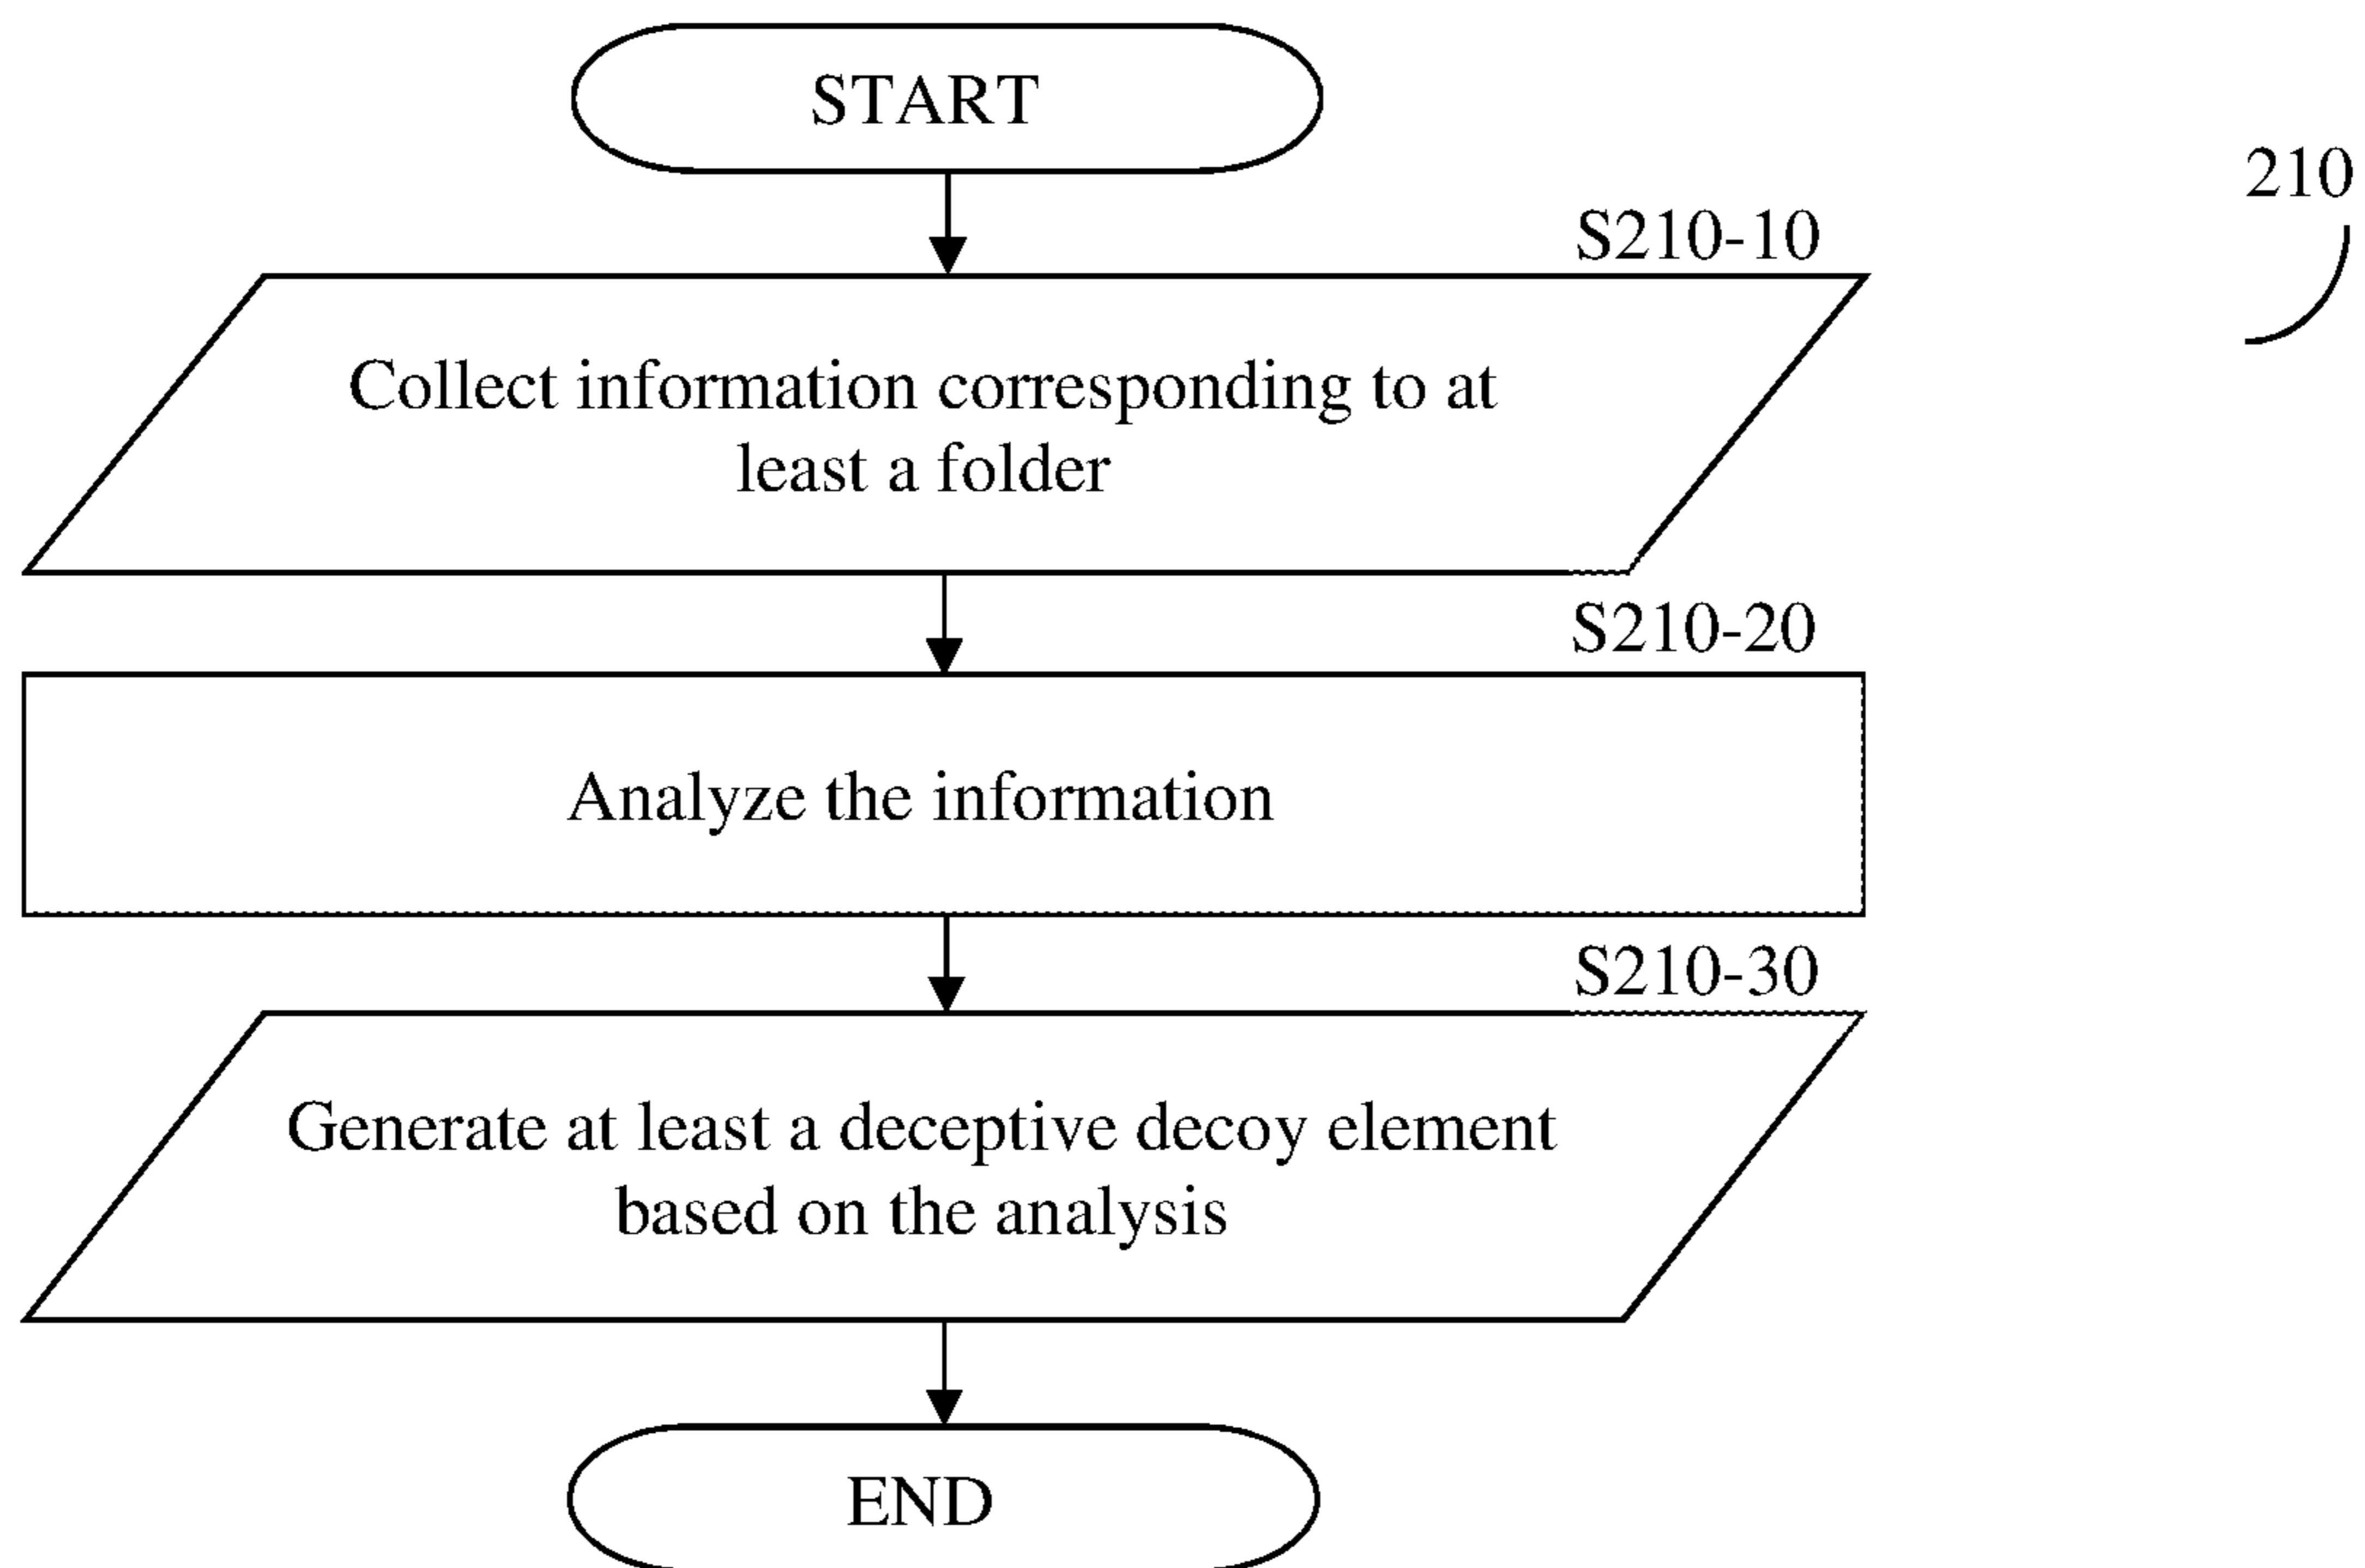 START
210
S210-10
Collect information corresponding to at
least a folder
S210-20
Analyze the information
S210-30
Generate at least a deceptive decoy element
based on the analysis
END